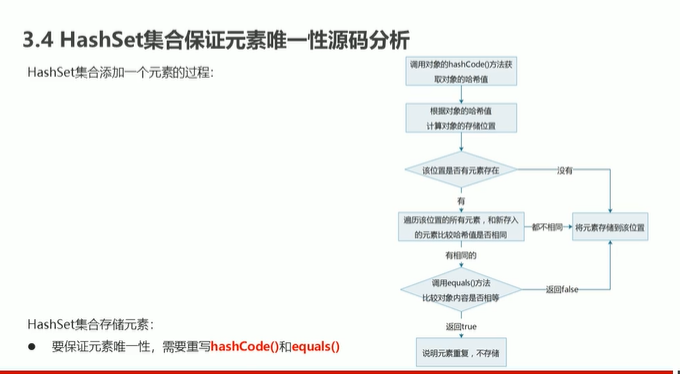 3.4 HashSet集合保证元素唯一性源码分析
HashSet集合添加一个元素的过程：
调用对象的hashCode()方法获
取对象的哈希值
根据对象的哈希值
计算对象的存储位置
该位置是否有元素存在
没有
有
遍历该位置的所有元素，和新存入
的元素比较哈希值是否相同
都不相同
将元素存储到该位置
有相同的
调用equals()方法
比较对象内容是否相等
返回false
返回true
说明元素重复，不存储
HashSet集合存储元素：
● 要保证元素唯一性，需要重写hashCode()和equals()